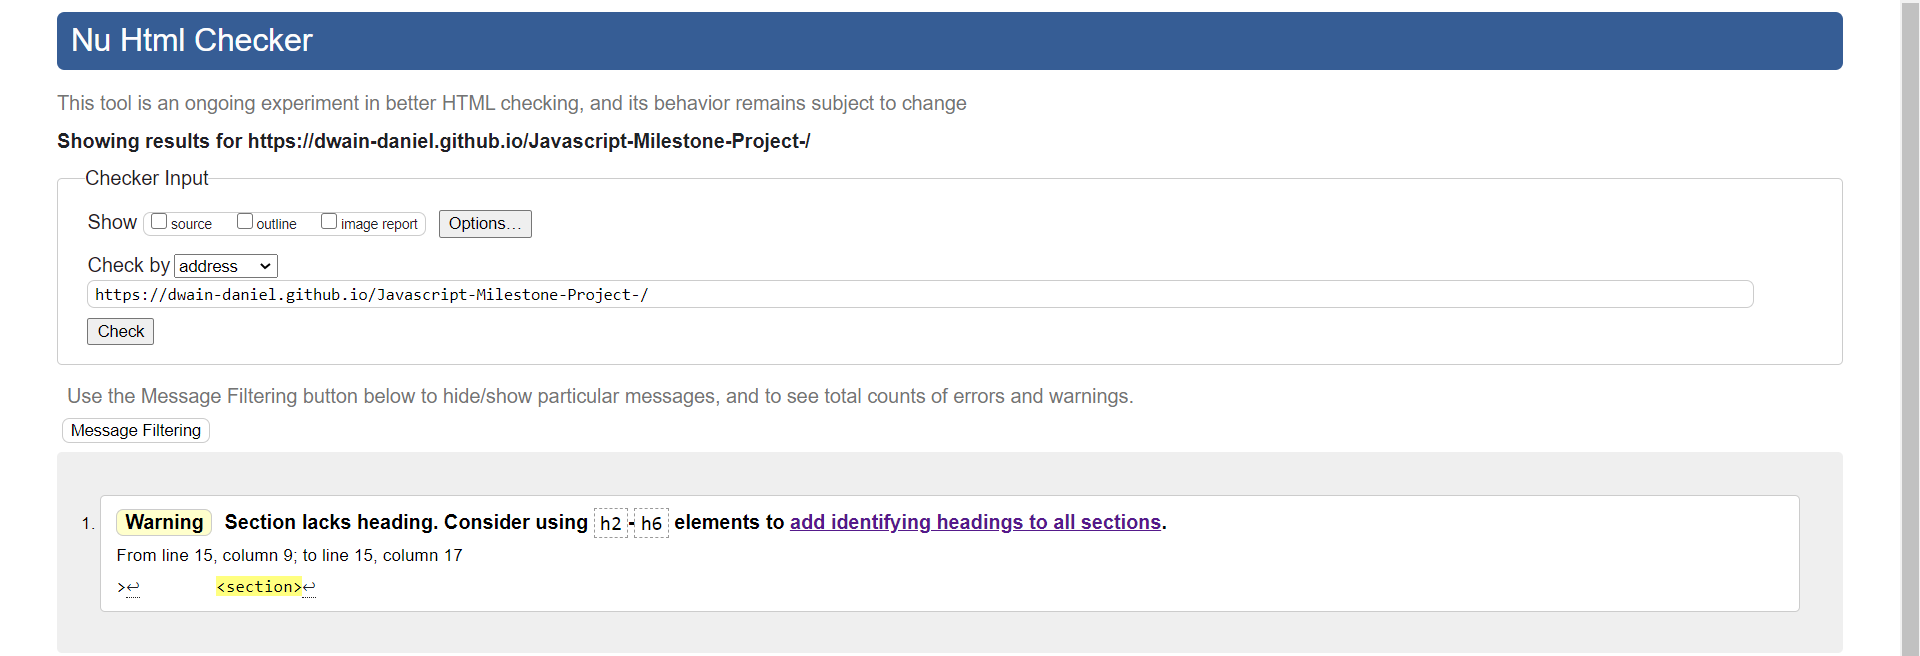 Nu Html Checker
This tool is an ongoing experiment in better HTML checking, and its behavior remains subject to change
Showing results for https://dwain-daniel.github.io/Javascript-Milestone-Project-/
Checker Input
Show source outline image report Options...
Check by address
https://dwain-daniel.github.io/Javascript-Milestone-Project-/
Check
Use the Message Filtering button below to hide/show particular messages, and to see total counts of errors and warnings.
Message Filtering
1. Warning Section lacks heading. Consider using h2-h6 elements to add identifying headings to all sections.
From line 15, column 9; to line 15, column 17
>↩ <section>↩